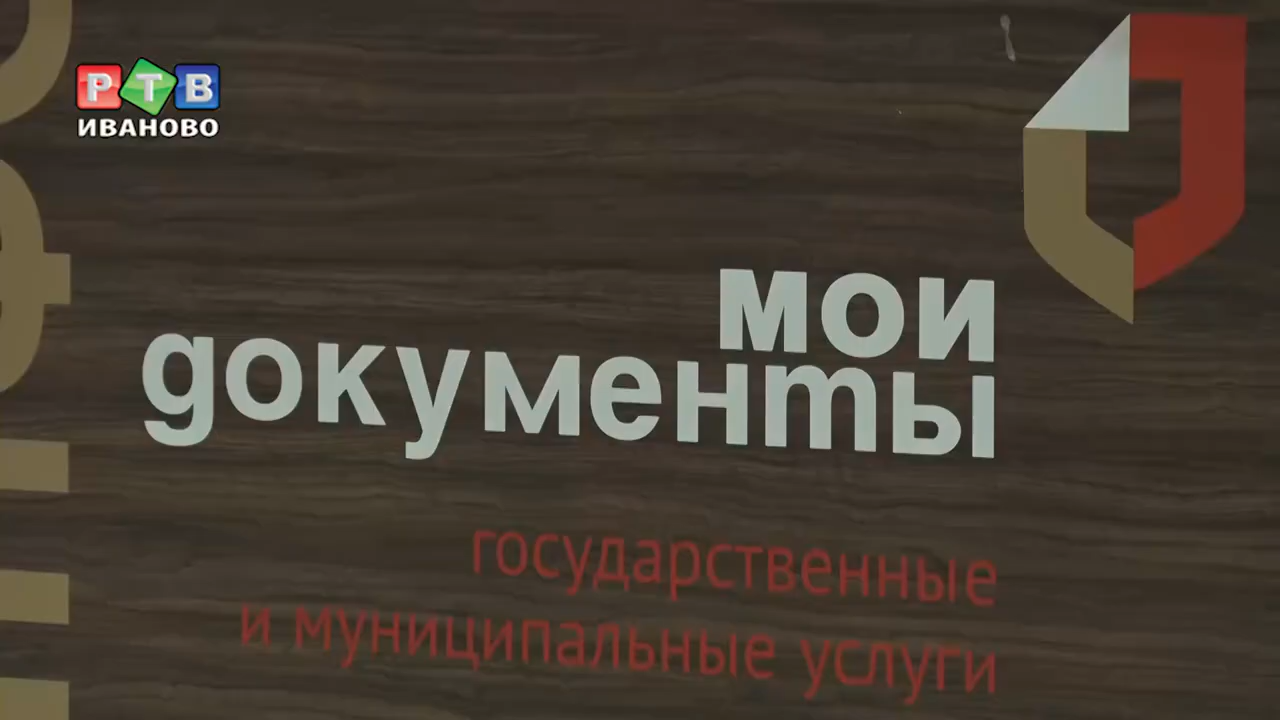 РТВ
ИВАНОВО
мои
документы
государственные
и муниципальные услуги